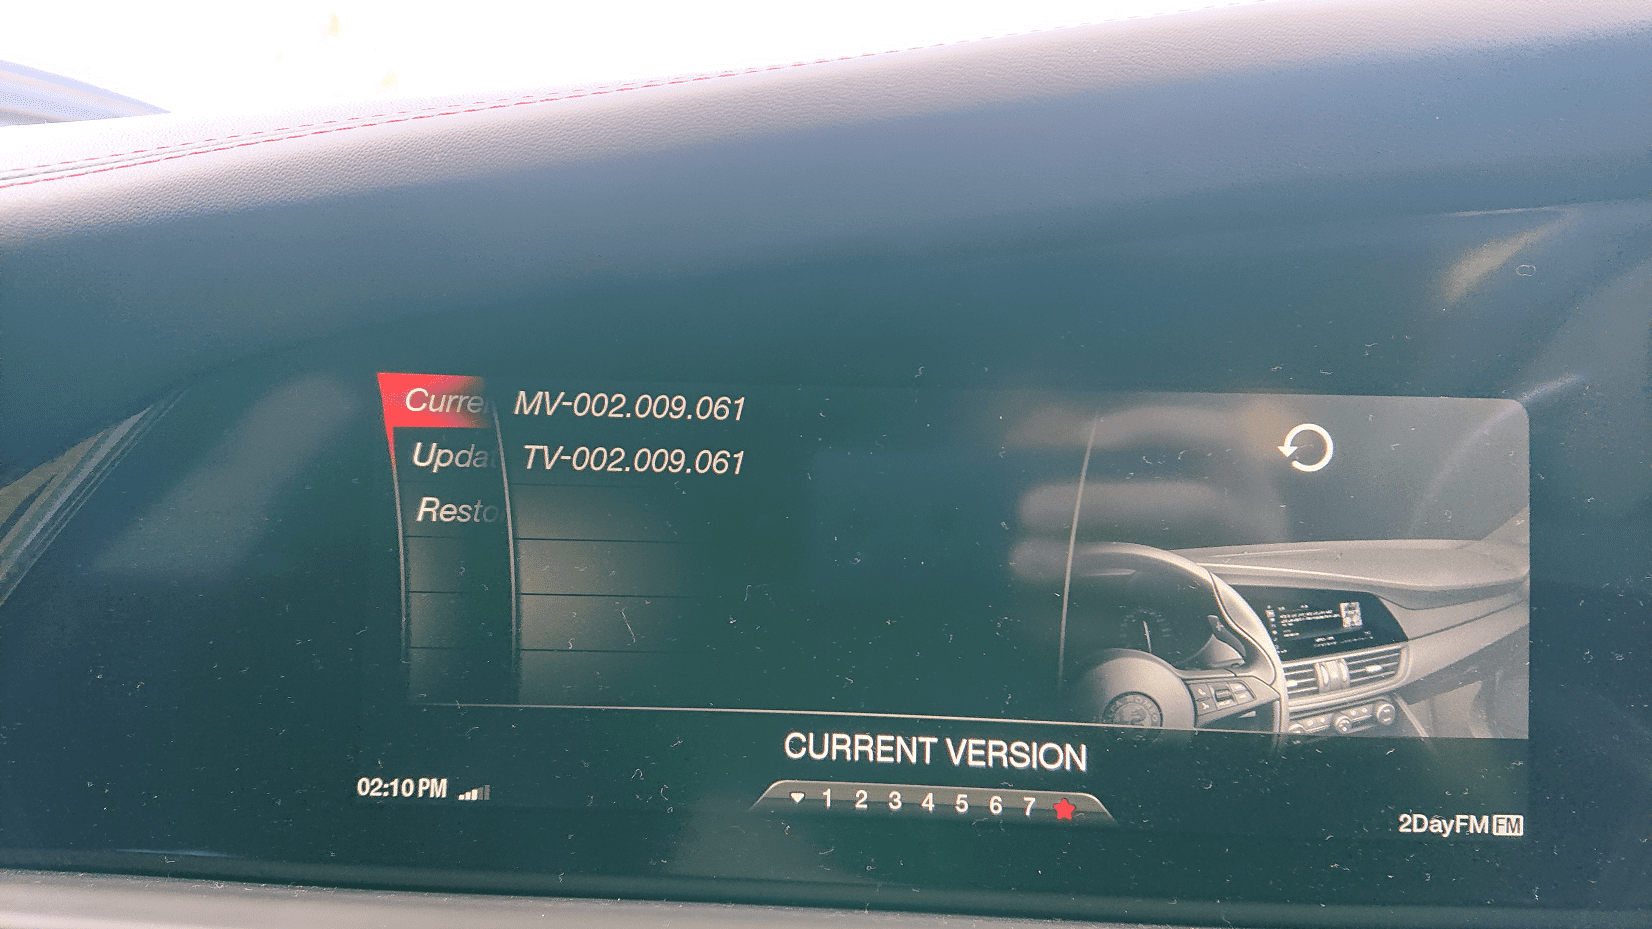 Curre
MV-002.009.061
Updat
TV-002.009.061
Resto
CURRENT VERSION
02:10 PM
1 2 3 4 5 6 7
2DayFM FM